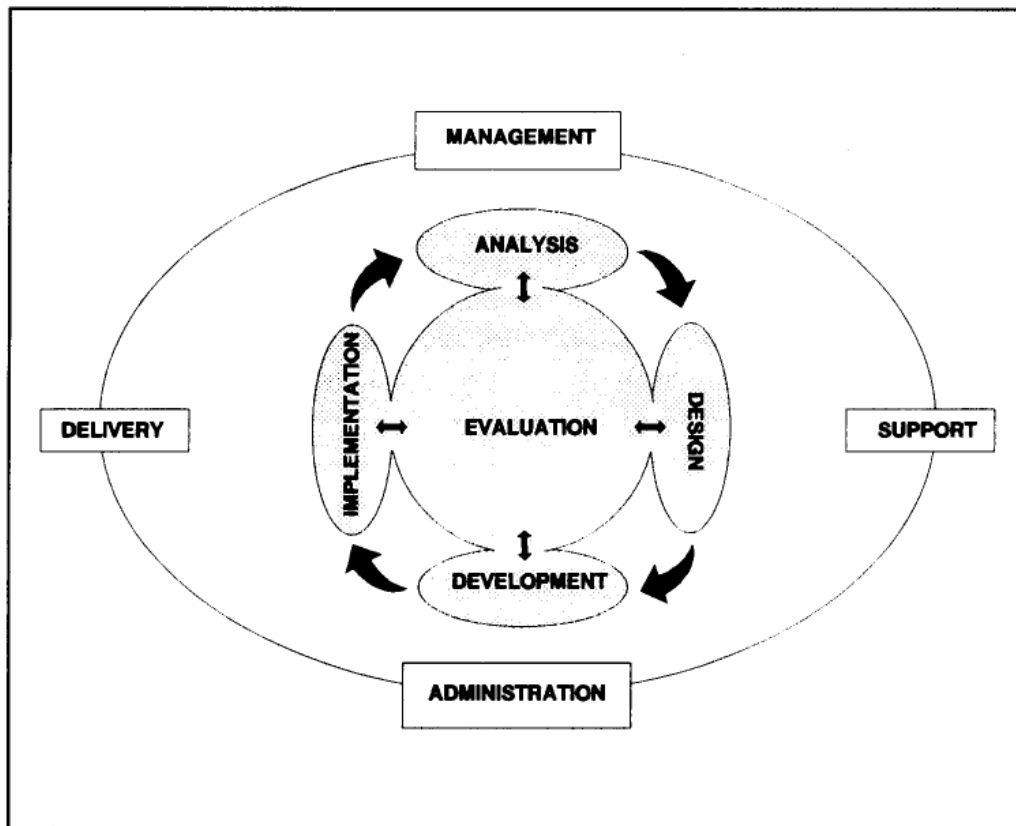 MANAGEMENT
ANALYSIS
IMPLEMENTATION
DESIGN
DELIVERY
EVALUATION
SUPPORT
DEVELOPMENT
ADMINISTRATION